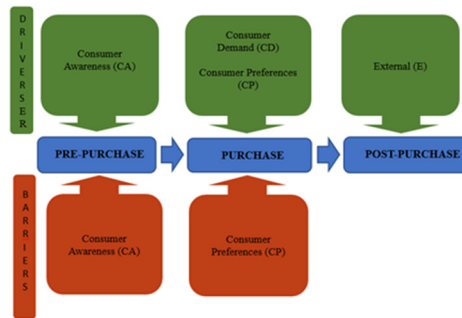 DRIVERSER
Consumer
Awareness (CA)
Consumer
Demand (CD)
Consumer Preferences
(CP)
External (E)
PRE-PURCHASE
PURCHASE
POST-PURCHASE
BARRIERS
Consumer
Awareness (CA)
Consumer
Preferences (CP)